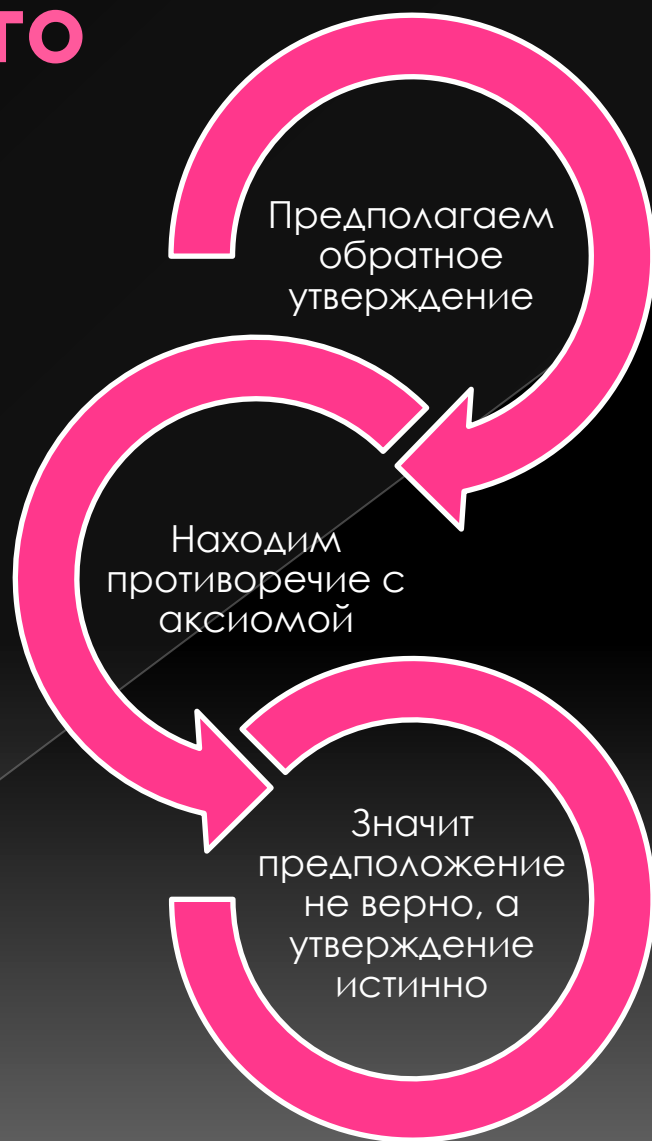 то
Предполагаем
обратное
утверждение
Находим
противоречие с
аксиомой
Значит
предположение
не верно, а
утверждение
истинно